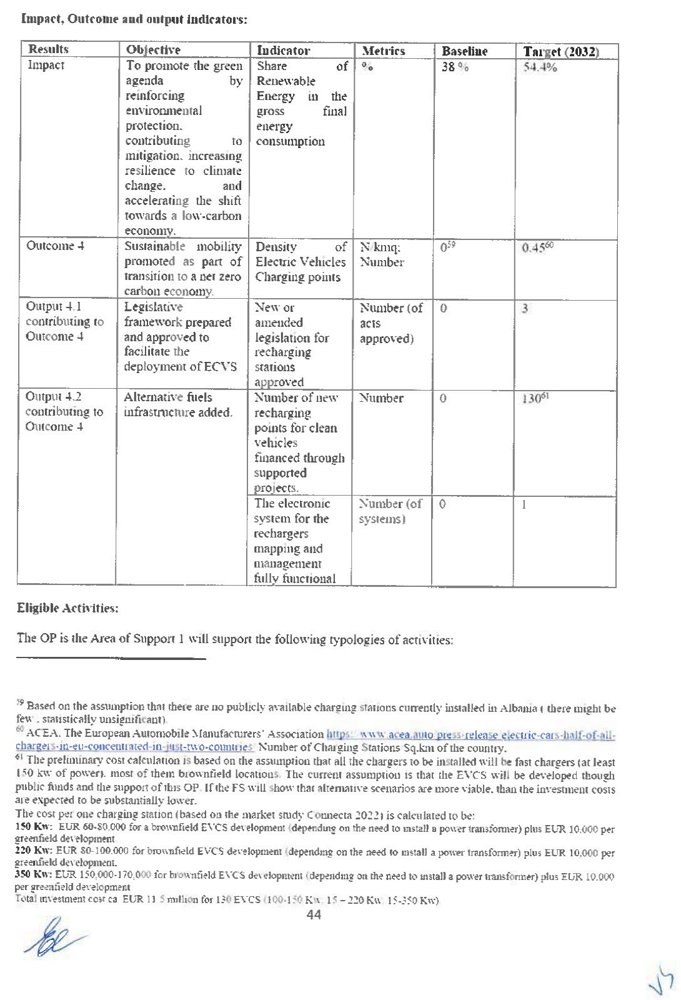 Impact, Outcome and output indicators:
Results Objective Indicator Metrics Baseline Target (2032)
Impact To promote the green agenda by reinforcing environmental protection, contributing to mitigation, increasing resilience to climate change, and accelerating the shift towards a low-carbon economy. Share of Renewable Energy in the gross final energy consumption % 38 % 54.4%
Outcome 4 Sustainable mobility promoted as part of transition to a net zero carbon economy. Density of Electric Vehicles Charging points N/kmq; Number 0⁵⁹ 0.45⁶⁰
Output 4.1 contributing to Outcome 4 Legislative framework prepared and approved to facilitate the deployment of ECVS New or amended legislation for recharging stations approved Number (of acts approved) 0 3
Output 4.2 contributing to Outcome 4 Alternative fuels infrastructure added. Number of new recharging points for clean vehicles financed through supported projects. Number 0 130⁶¹
The electronic system for the rechargers mapping and management fully functional Number (of systems) 0 1
Eligible Activities:
The OP is the Area of Support 1 will support the following typologies of activities:
⁵⁹ Based on the assumption that there are no publicly available charging stations currently installed in Albania ( there might be
few , statistically unsignificant)
⁶⁰ ACEA. The European Automobile Manufacturers' Association https://www.acea.auto/press-release/electric-cars-half-of-all-
chargers-in-eu-concentrated-in-just-two-countries Number of Charging Stations Sq.km of the country.
⁶¹ The preliminary cost calculation is based on the assumption that all the chargers to be installed will be fast chargers (at least
150 kw of power), most of them brownfield locations. The current assumption is that the EVCS will be developed though
public funds and the support of this OP. If the FS will show that alternative scenarios are more viable, than the investment costs
are expected to be substantially lower.
The cost per one charging station (based on the market study Connecta 2022) is calculated to be:
150 Kw: EUR 60-80,000 for a brownfield EVCS development (depending on the need to install a power transformer) plus EUR 10,000 per
greenfield development
220 Kw: EUR 80-100,000 for brownfield EVCS development (depending on the need to install a power transformer) plus EUR 10,000 per
greenfield development.
350 Kw: EUR 150,000-170,000 for brownfield EVCS development (depending on the need to install a power transformer) plus EUR 10,000
per greenfield development
Total investment cost ca EUR 11.5 million for 130 EVCS (100-150 Kw; 15 – 220 Kw; 15-350 Kw)
44